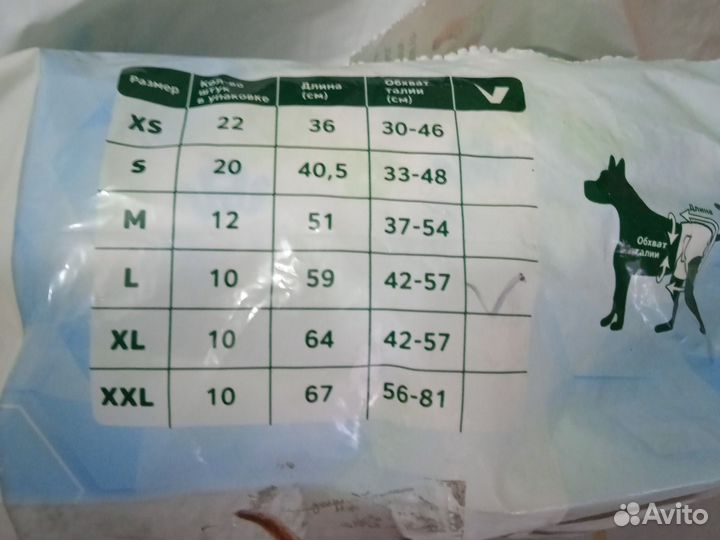 Размер Кол-во штук в упаковке Длина (см) Обхват талии (см)
XS 22 36 30-46
S 20 40,5 33-48
M 12 51 37-54
L 10 59 42-57
XL 10 64 42-57
XXL 10 67 56-81
Длина
Обхват
талии
Avito